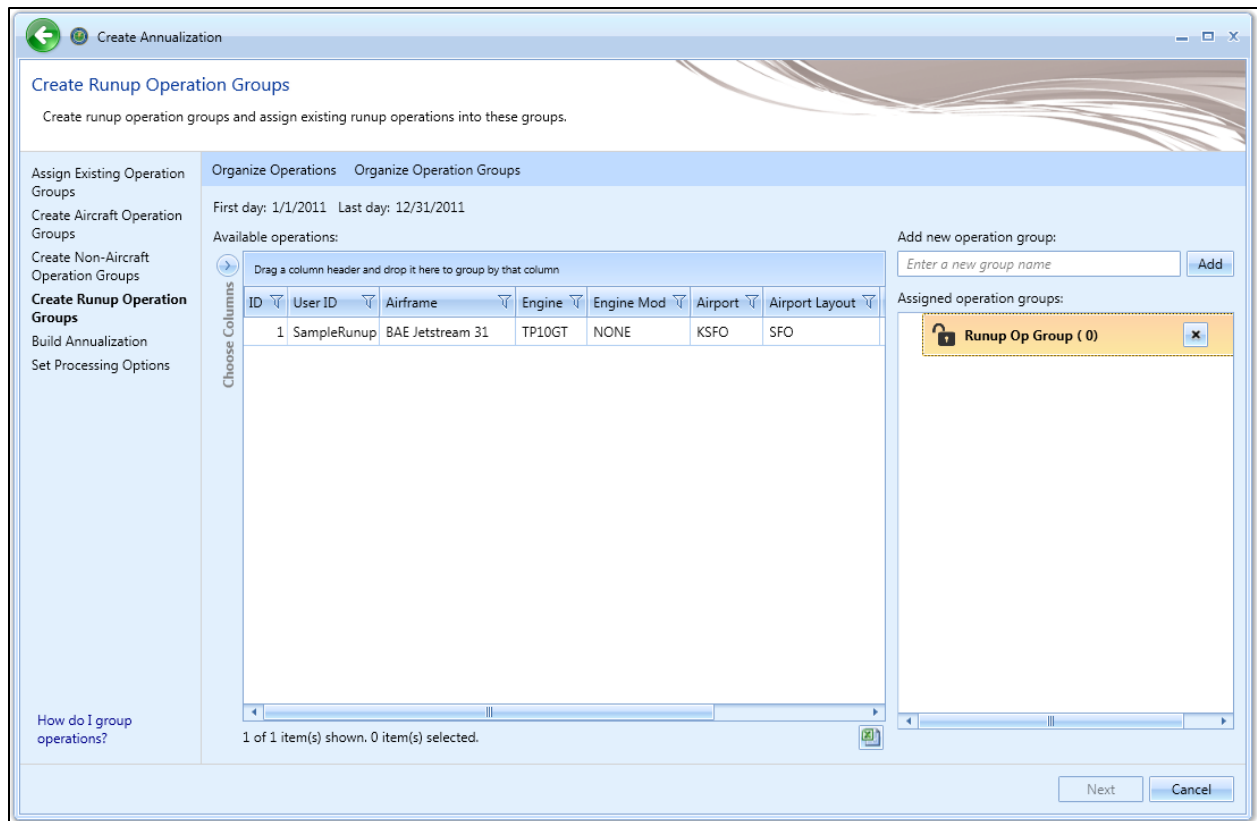 Create Annualization
Create Runup Operation Groups
Create runup operation groups and assign existing runup operations into these groups.
Assign Existing Operation
Groups
Create Aircraft Operation
Groups
Create Non-Aircraft
Operation Groups
Create Runup Operation
Groups
Build Annualization
Set Processing Options
How do I group
operations?
Organize Operations Organize Operation Groups
First day: 1/1/2011 Last day: 12/31/2011
Available operations:
Choose Columns
Drag a column header and drop it here to group by that column
ID User ID Airframe Engine Engine Mod Airport Airport Layout
1 SampleRunup BAE Jetstream 31 TP10GT NONE KSFO SFO
1 of 1 item(s) shown. 0 item(s) selected.
Add new operation group:
Enter a new group name Add
Assigned operation groups:
Runup Op Group ( 0)
Next Cancel